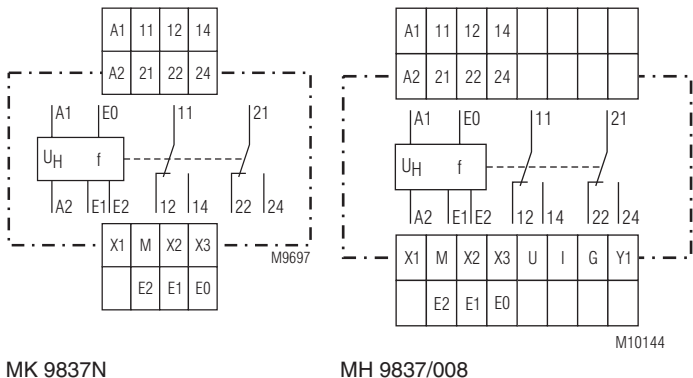 A1 11 12 14
A2 21 22 24
A1 E0 11 21
UH f
A2 E1 E2 12 14 22 24
X1 M X2 X3
M9697
E2 E1 E0
MK 9837N
A1 11 12 14
A2 21 22 24
A1 E0 11 21
UH f
A2 E1 E2 12 14 22 24
X1 M X2 X3 U I G Y1
E2 E1 E0
M10144
MH 9837/008